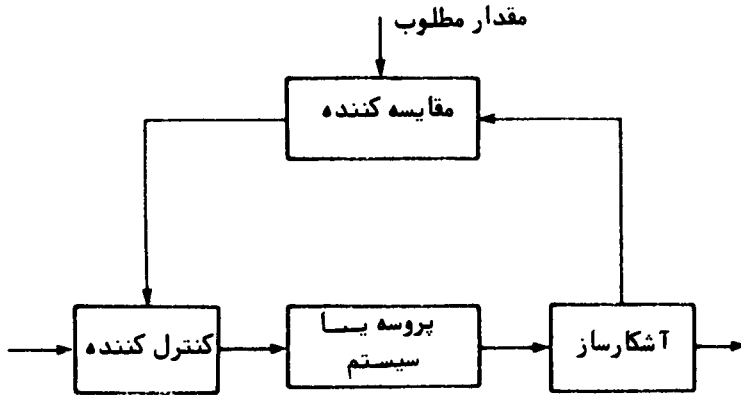 مقدار مطلوب
مقایسه کننده
کنترل کننده
پروسه یا
سیستم
آشکارساز